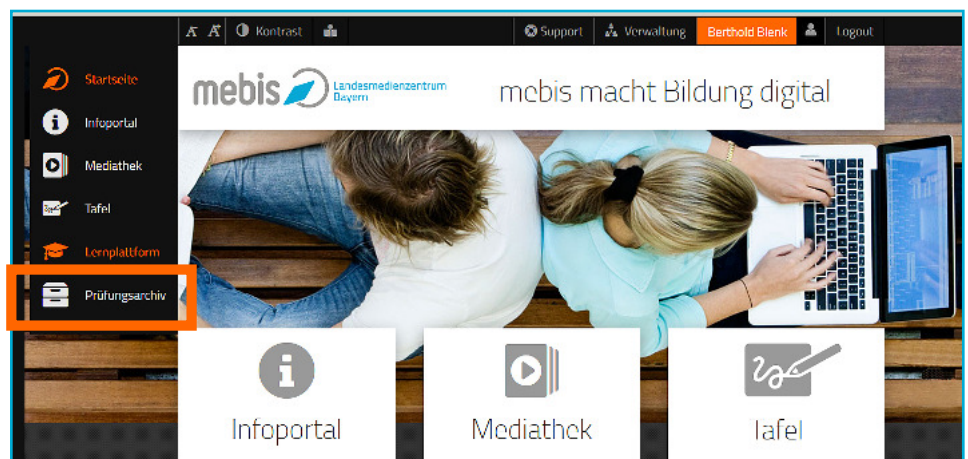 A- A+ Kontrast Support Verwaltung Berthold Blenk Logout
Startseite
Infoportal
Mediathek
Tafel
Lernplattform
Prüfungsarchiv
mebis Landesmedienzentrum
Bayern
mebis macht Bildung digital
Infoportal Mediathek Tafel